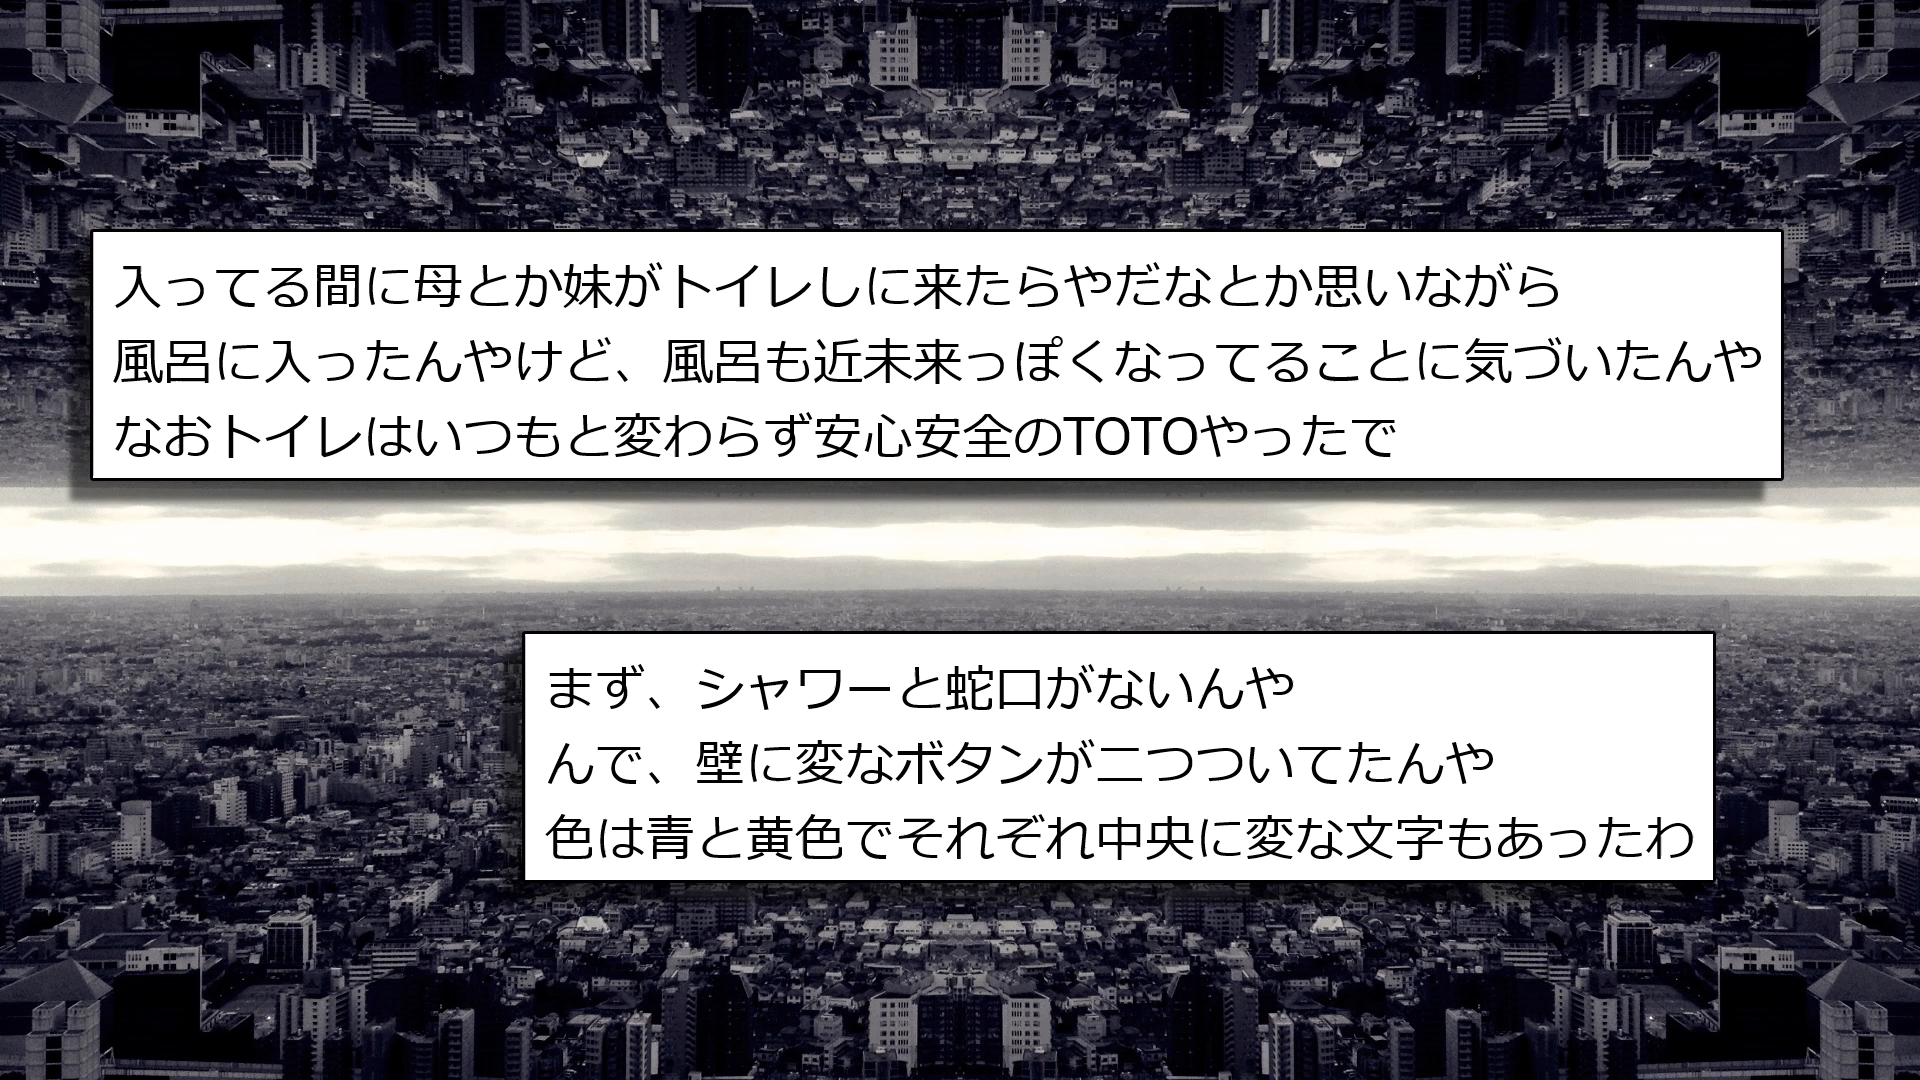 入ってる間に母とか妹がトイレしに来たらやだなとか思いながら
風呂に入ったんやけど、風呂も近未来っぽくなってることに気づいたんや
なおトイレはいつもと変わらず安心安全のTOTOやったで
まず、シャワーと蛇口がないんや
んで、壁に変なボタンが二つついてたんや
色は青と黄色でそれぞれ中央に変な文字もあったわ